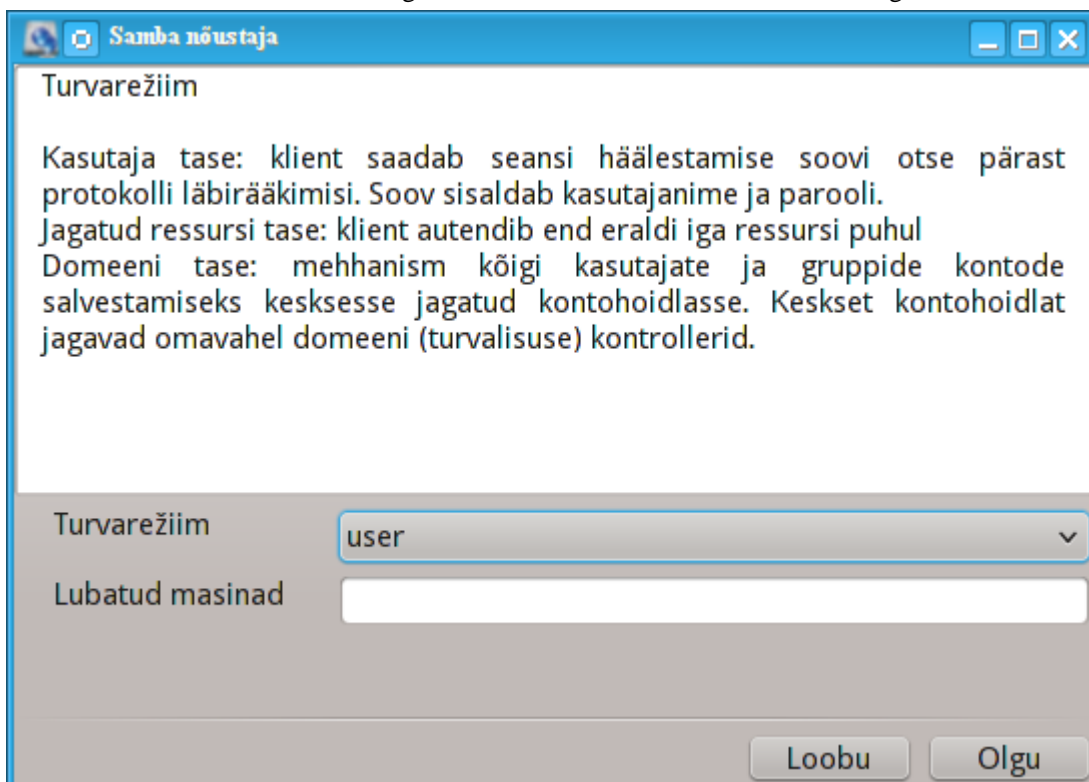 Samba nõustaja
Turvarežiim
Kasutaja tase: klient saadab seansi häälestamise soovi otse pärast
protokolli läbirääkimisi. Soov sisaldab kasutajanime ja parooli.
Jagatud ressursi tase: klient autendib end eraldi iga ressursi puhul
Domeeni tase: mehhanism kõigi kasutajate ja gruppide kontode
salvestamiseks kesksesse jagatud kontohoidlasse. Keskset kontohoidlat
jagavad omavahel domeeni (turvalisuse) kontrollerid.
Turvarežiim
user
Lubatud masinad
Loobu
Olgu